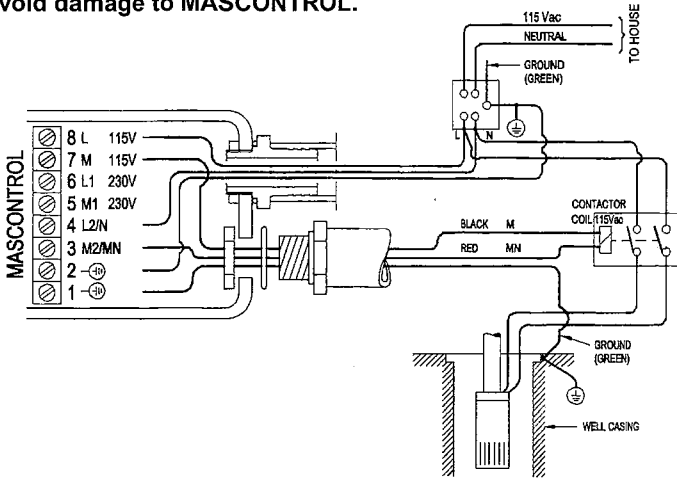 void damage to MASCONTROL.
115 Vac
NEUTRAL
TO HOUSE
GROUND
(GREEN)
L N
MASCONTROL
8 L 115V
7 M 115V
6 L1 230V
5 M1 230V
4 L2/N
3 M2/MN
2
1
CONTACTOR
COIL 115Vac
BLACK M
RED MN
GROUND
(GREEN)
WELL CASING